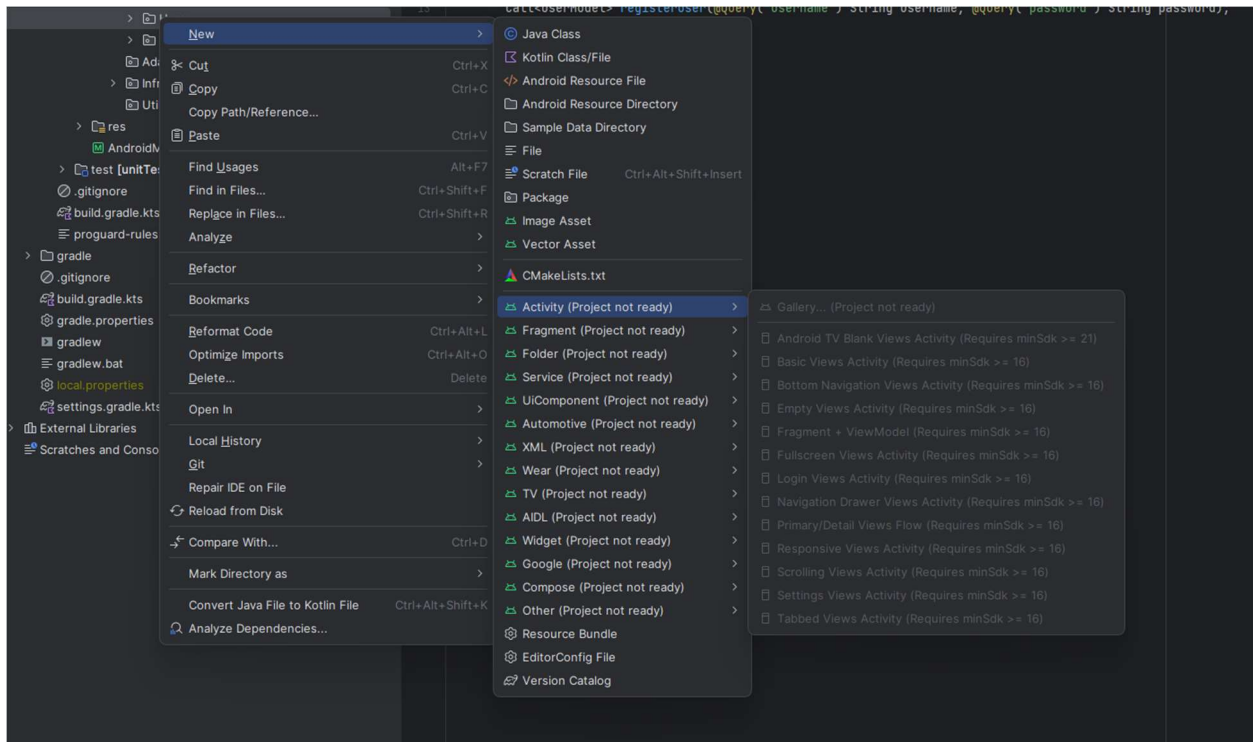 13 Call<UserModel> registerUser(@Query("username") String username, @Query("password") String password);
Ada
Infr
Uti
res
AndroidM
test [unitTe
.gitignore
build.gradle.kts
proguard-rules
gradle
.gitignore
build.gradle.kts
gradle.properties
gradlew
gradlew.bat
local.properties
settings.gradle.kts
External Libraries
Scratches and Conso
New
Cut Ctrl+X
Copy Ctrl+C
Copy Path/Reference...
Paste Ctrl+V
Find Usages Alt+F7
Find in Files... Ctrl+Shift+F
Replace in Files... Ctrl+Shift+R
Analyze
Refactor
Bookmarks
Reformat Code Ctrl+Alt+L
Optimize Imports Ctrl+Alt+O
Delete... Delete
Open In
Local History
Git
Repair IDE on File
Reload from Disk
Compare With... Ctrl+D
Mark Directory as
Convert Java File to Kotlin File Ctrl+Alt+Shift+K
Analyze Dependencies...
Java Class
Kotlin Class/File
Android Resource File
Android Resource Directory
Sample Data Directory
File
Scratch File Ctrl+Alt+Shift+Insert
Package
Image Asset
Vector Asset
CMakeLists.txt
Activity (Project not ready)
Fragment (Project not ready)
Folder (Project not ready)
Service (Project not ready)
UiComponent (Project not ready)
Automotive (Project not ready)
XML (Project not ready)
Wear (Project not ready)
TV (Project not ready)
AIDL (Project not ready)
Widget (Project not ready)
Google (Project not ready)
Compose (Project not ready)
Other (Project not ready)
Resource Bundle
EditorConfig File
Version Catalog
Gallery... (Project not ready)
Android TV Blank Views Activity (Requires minSdk >= 21)
Basic Views Activity (Requires minSdk >= 16)
Bottom Navigation Views Activity (Requires minSdk >= 16)
Empty Views Activity (Requires minSdk >= 16)
Fragment + ViewModel (Requires minSdk >= 16)
Fullscreen Views Activity (Requires minSdk >= 16)
Login Views Activity (Requires minSdk >= 16)
Navigation Drawer Views Activity (Requires minSdk >= 16)
Primary/Detail Views Flow (Requires minSdk >= 16)
Responsive Views Activity (Requires minSdk >= 16)
Scrolling Views Activity (Requires minSdk >= 16)
Settings Views Activity (Requires minSdk >= 16)
Tabbed Views Activity (Requires minSdk >= 16)